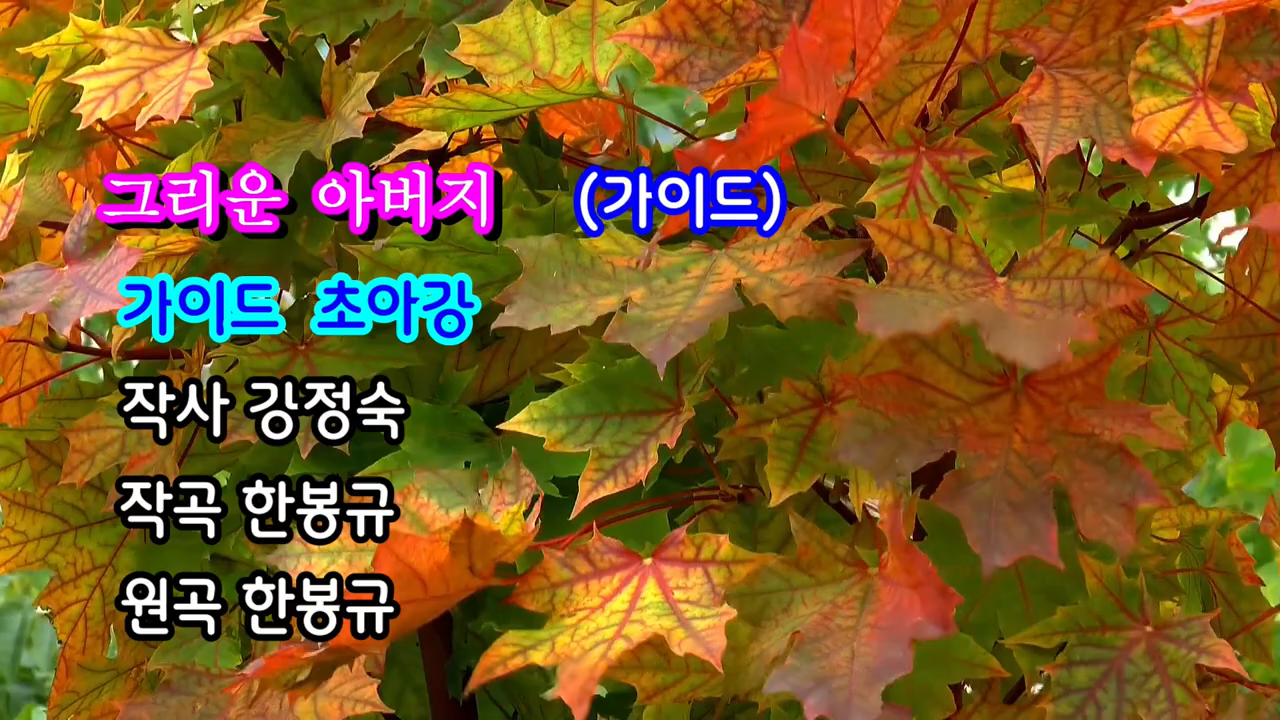 그리운 아버지 (가이드)
가이드 초아강
작사 강정숙
작곡 한봉규
원곡 한봉규